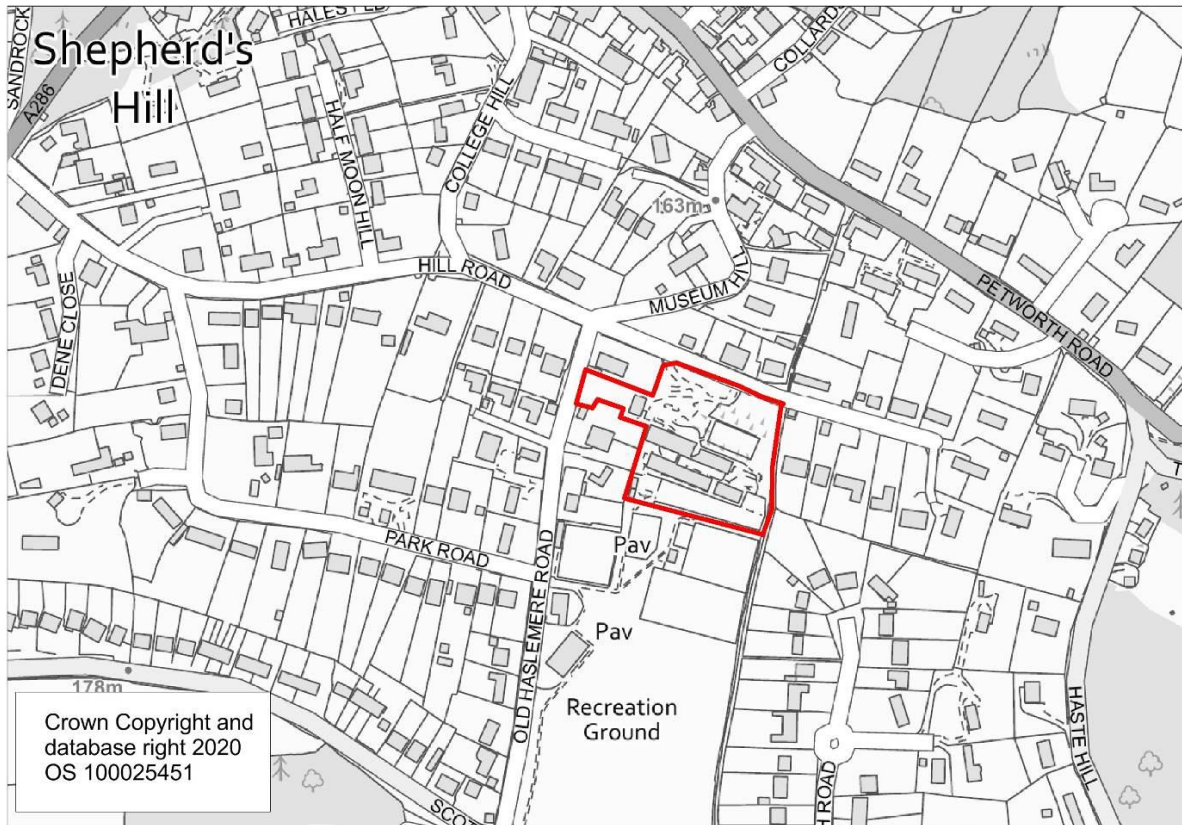 SANDROCK
A286
Shepherd's
Hill
HALF MOON HILL
COLLEGE HILL
COLLARD
163m
MUSEUM HILL
HILL ROAD
PETWORTH ROAD
DENE CLOSE
PARK ROAD
OLD HASLEMERE ROAD
Pav
Pav
Recreation
Ground
HASTE HILL
178m
Crown Copyright and
database right 2020
OS 100025451